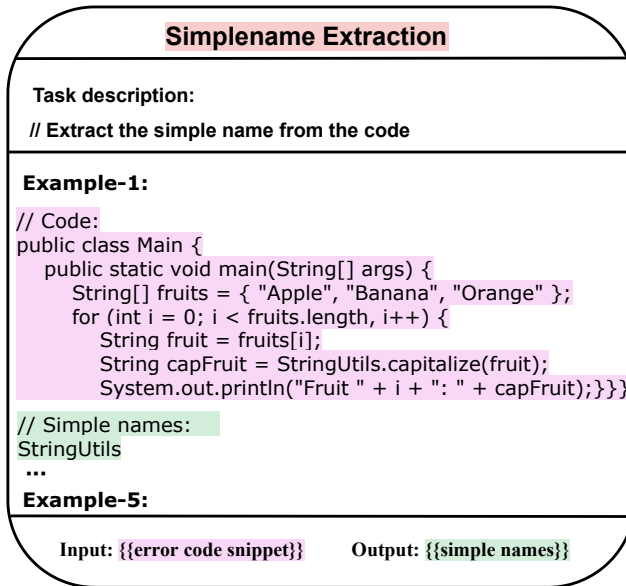 Simplename Extraction
Task description:
// Extract the simple name from the code
Example-1:
// Code:
public class Main {
public static void main(String[] args) {
String[] fruits = { "Apple", "Banana", "Orange" };
for (int i = 0; i < fruits.length, i++) {
String fruit = fruits[i];
String capFruit = StringUtils.capitalize(fruit);
System.out.println("Fruit " + i + ": " + capFruit);}}}
// Simple names:
StringUtils
...
Example-5:
Input: {{error code snippet}} Output: {{simple names}}